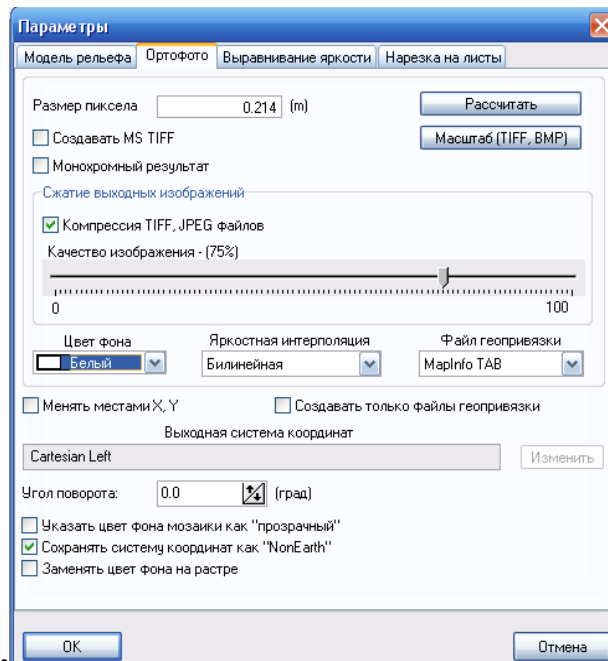 Параметры
Модель рельефа Ортофото Выравнивание яркости Нарезка на листы
Размер пиксела 0.214 (m) Рассчитать
Создавать MS TIFF Масштаб (TIFF, BMP)
Монохромный результат
Сжатие выходных изображений
Компрессия TIFF, JPEG файлов
Качество изображения - (75%)
0 100
Цвет фона Яркостная интерполяция Файл геопривязки
Белый Билинейная MapInfo TAB
Менять местами X, Y Создавать только файлы геопривязки
Выходная система координат
Cartesian Left Изменить
Угол поворота: 0.0 (град)
Указать цвет фона мозаики как "прозрачный"
Сохранять систему координат как "NonEarth"
Заменять цвет фона на растре
OK Отмена